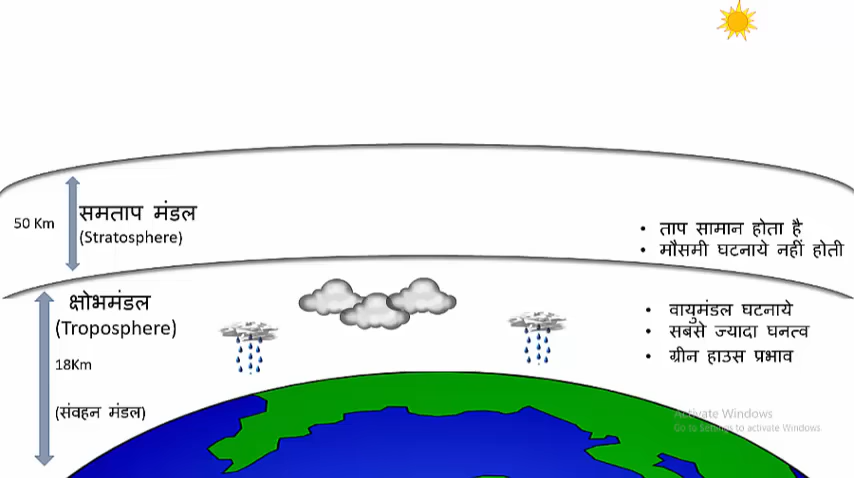 50 Km
समताप मंडल
(Stratosphere)
• ताप सामान होता है
• मौसमी घटनाये नहीं होती
क्षोभमंडल
(Troposphere)
18Km
(संवहन मंडल)
• वायुमंडल घटनाये
• सबसे ज्यादा घनत्व
• ग्रीन हाउस प्रभाव
Activate Windows
Go to Settings to activate Windows.